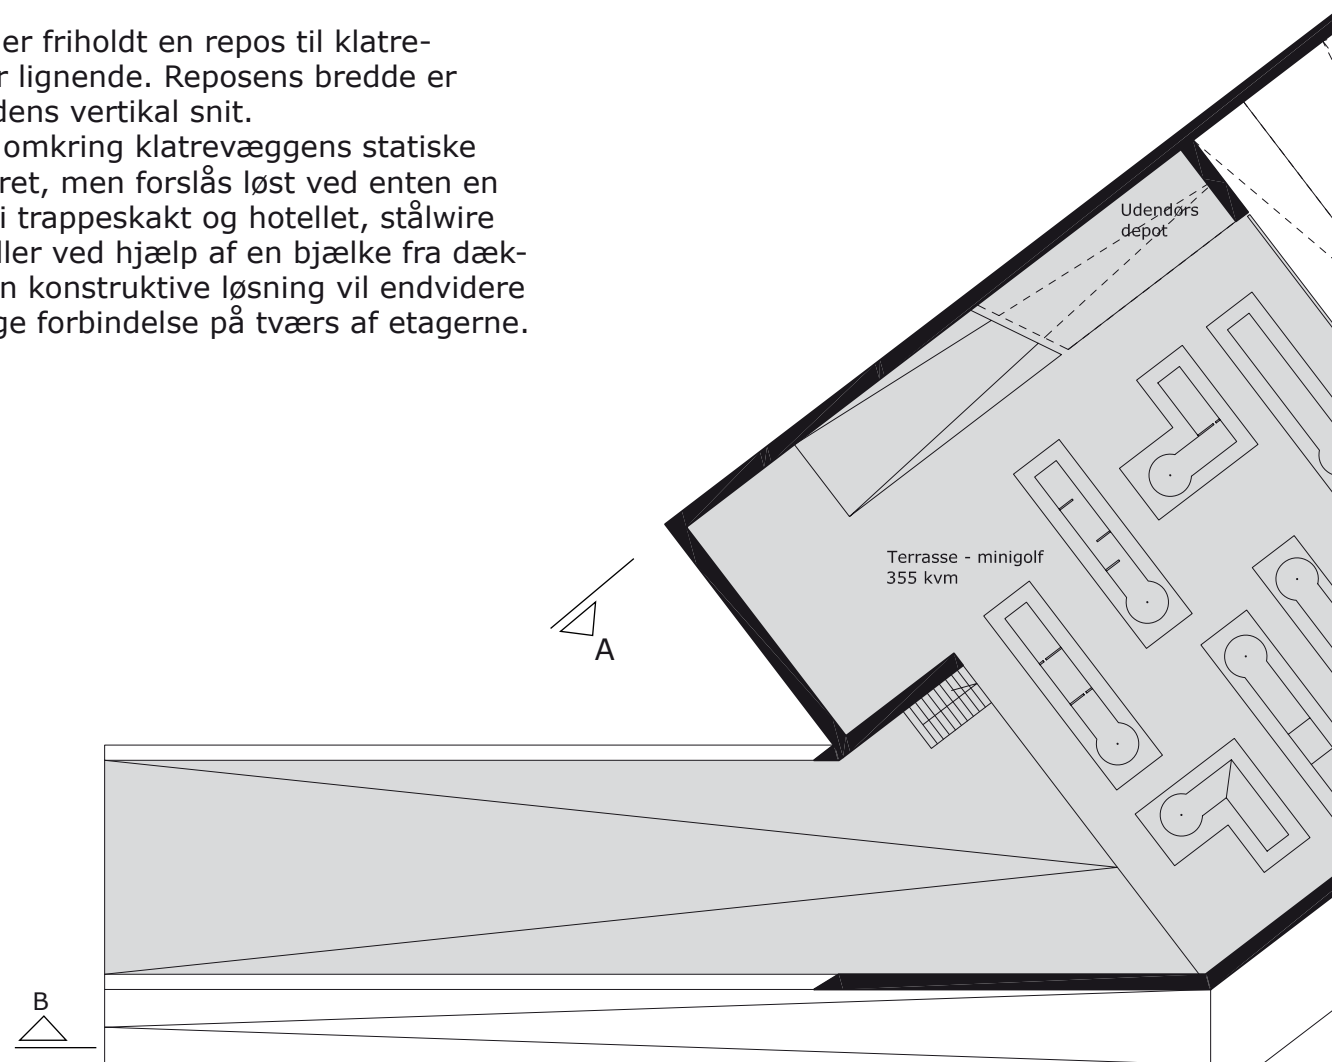 er friholdt en repos til klatre-
r lignende. Reposens bredde er
dens vertikal snit.
omkring klatrevæggens statiske
ret, men forslås løst ved enten en
i trappeskakt og hotellet, stålwire
ller ved hjælp af en bjælke fra dæk-
n konstruktive løsning vil endvidere
ge forbindelse på tværs af etagerne.
Udendørs
depot
Terrasse - minigolf
355 kvm
A
B